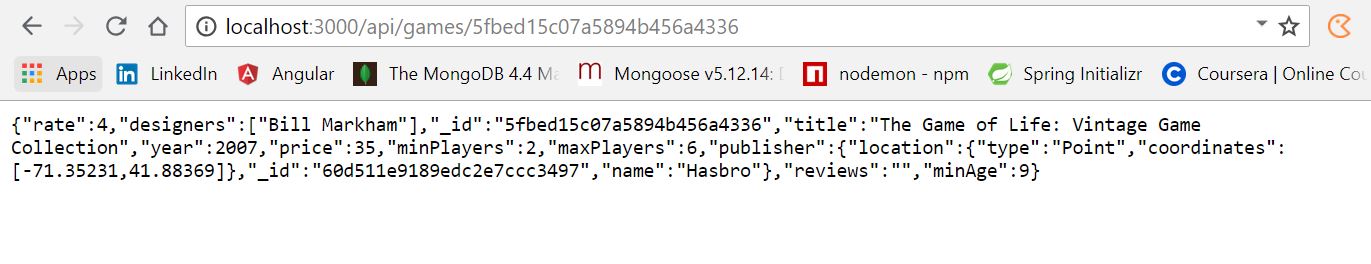 localhost:3000/api/games/5fbed15c07a5894b456a4336
Apps LinkedIn Angular The MongoDB 4.4 Ma Mongoose v5.12.14: nodemon - npm Spring Initializr Coursera | Online Cou
{"rate":4,"designers":["Bill Markham"],"_id":"5fbed15c07a5894b456a4336","title":"The Game of Life: Vintage Game
Collection","year":2007,"price":35,"minPlayers":2,"maxPlayers":6,"publisher":{"location":{"type":"Point","coordinates":
[-71.35231,41.88369]},"_id":"60d511e9189edc2e7ccc3497","name":"Hasbro"},"reviews":"","minAge":9}